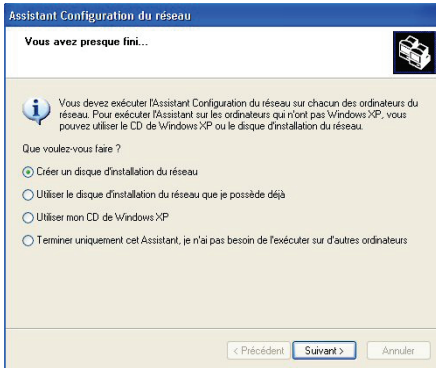 Assistant Configuration du réseau
Vous avez presque fini...
Vous devez exécuter l'Assistant Configuration du réseau sur chacun des ordinateurs du
réseau. Pour exécuter l'Assistant sur les ordinateurs qui n'ont pas Windows XP, vous
pouvez utiliser le CD de Windows XP ou le disque d'installation du réseau.
Que voulez-vous faire ?
Créer un disque d'installation du réseau
Utiliser le disque d'installation du réseau que je possède déjà
Utiliser mon CD de Windows XP
Terminer uniquement cet Assistant, je n'ai pas besoin de l'exécuter sur d'autres ordinateurs
< Précédent Suivant > Annuler